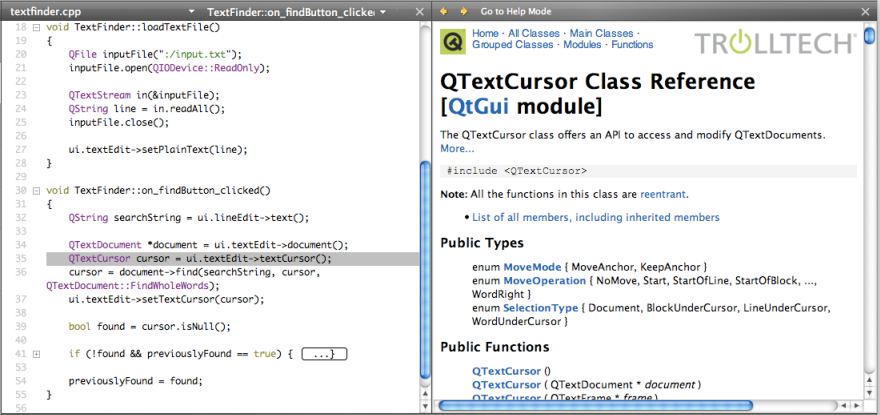 textfinder.cpp TextFinder::on_findButton_clicked
18 void TextFinder::loadTextFile()
19 {
20 QFile inputFile(":/input.txt");
21 inputFile.open(QIODevice::ReadOnly);
22
23 QTextStream in(&inputFile);
24 QString line = in.readAll();
25 inputFile.close();
26
27 ui.textEdit->setPlainText(line);
28 }
29
30 void TextFinder::on_findButton_clicked()
31 {
32 QString searchString = ui.lineEdit->text();
33
34 QTextDocument *document = ui.textEdit->document();
35 QTextCursor cursor = ui.textEdit->textCursor();
36 cursor = document->find(searchString, cursor,
QTextDocument::FindWholeWords);
37 ui.textEdit->setTextCursor(cursor);
38
39 bool found = cursor.isNull();
40
41 if (!found && previouslyFound == true) { ...}
53
54 previouslyFound = found;
55 }
56
Go to Help Mode
Home · All Classes · Main Classes ·
Grouped Classes · Modules · Functions
TROLLTECH
QTextCursor Class Reference
[QtGui module]
The QTextCursor class offers an API to access and modify QTextDocuments.
More...
#include <QTextCursor>
Note: All the functions in this class are reentrant.
• List of all members, including inherited members
Public Types
enum MoveMode { MoveAnchor, KeepAnchor }
enum MoveOperation { NoMove, Start, StartOfLine, StartOfBlock, ...,
WordRight }
enum SelectionType { Document, BlockUnderCursor, LineUnderCursor,
WordUnderCursor }
Public Functions
QTextCursor ()
QTextCursor ( QTextDocument * document )
QTextCursor ( QTextFrame * frame )